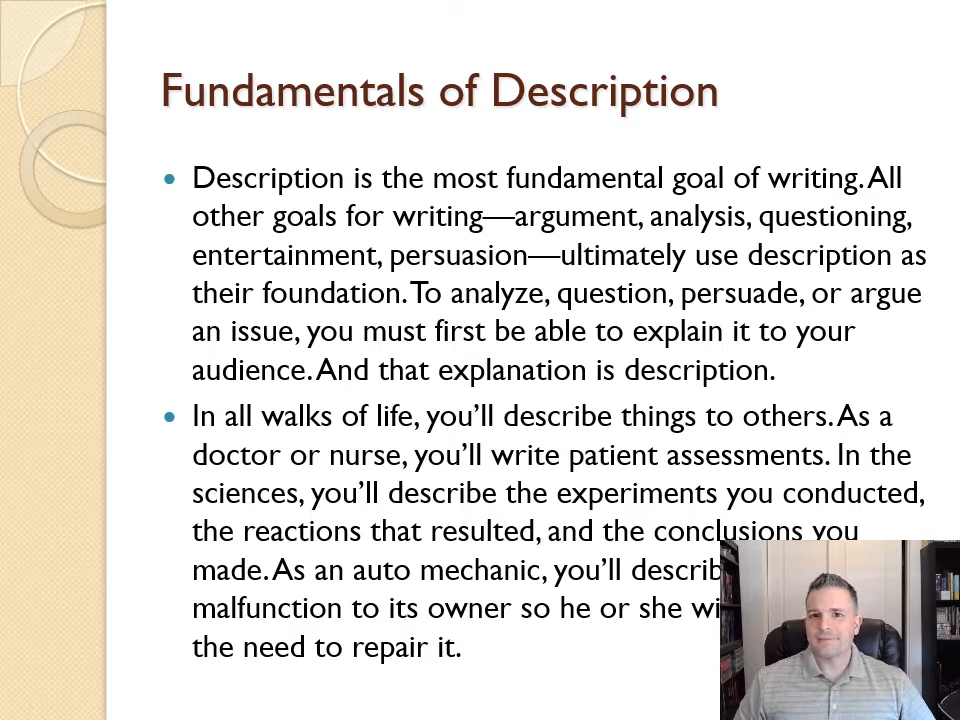 Fundamentals of Description
• Description is the most fundamental goal of writing. All
other goals for writing—argument, analysis, questioning,
entertainment, persuasion—ultimately use description as
their foundation. To analyze, question, persuade, or argue
an issue, you must first be able to explain it to your
audience. And that explanation is description.
• In all walks of life, you’ll describe things to others. As a
doctor or nurse, you’ll write patient assessments. In the
sciences, you’ll describe the experiments you conducted,
the reactions that resulted, and the conclusions you
made. As an auto mechanic, you’ll
malfunction to its owner so he or she
the need to repair it.